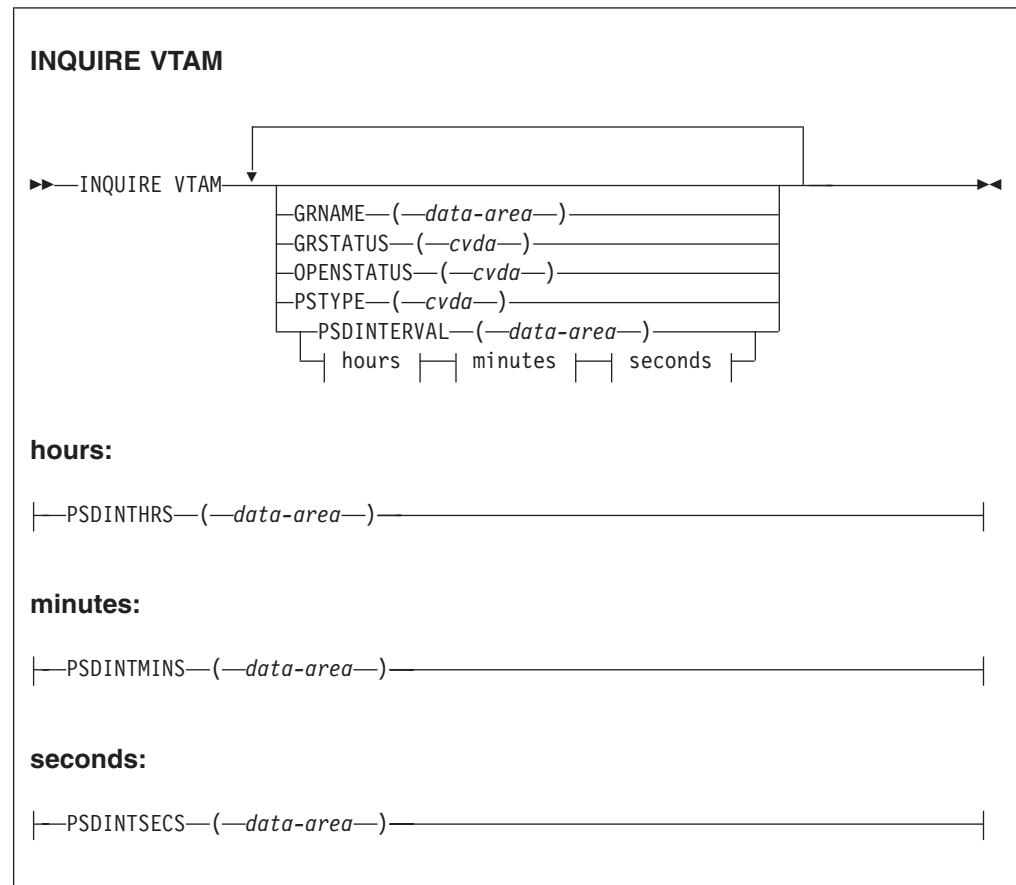 INQUIRE VTAM
INQUIRE VTAM
GRNAME ( data-area )
GRSTATUS ( cvda )
OPENSTATUS ( cvda )
PSTYPE ( cvda )
PSDINTERVAL ( data-area )
hours minutes seconds
hours:
PSDINTHRS ( data-area )
minutes:
PSDINTMINS ( data-area )
seconds:
PSDINTSECS ( data-area )